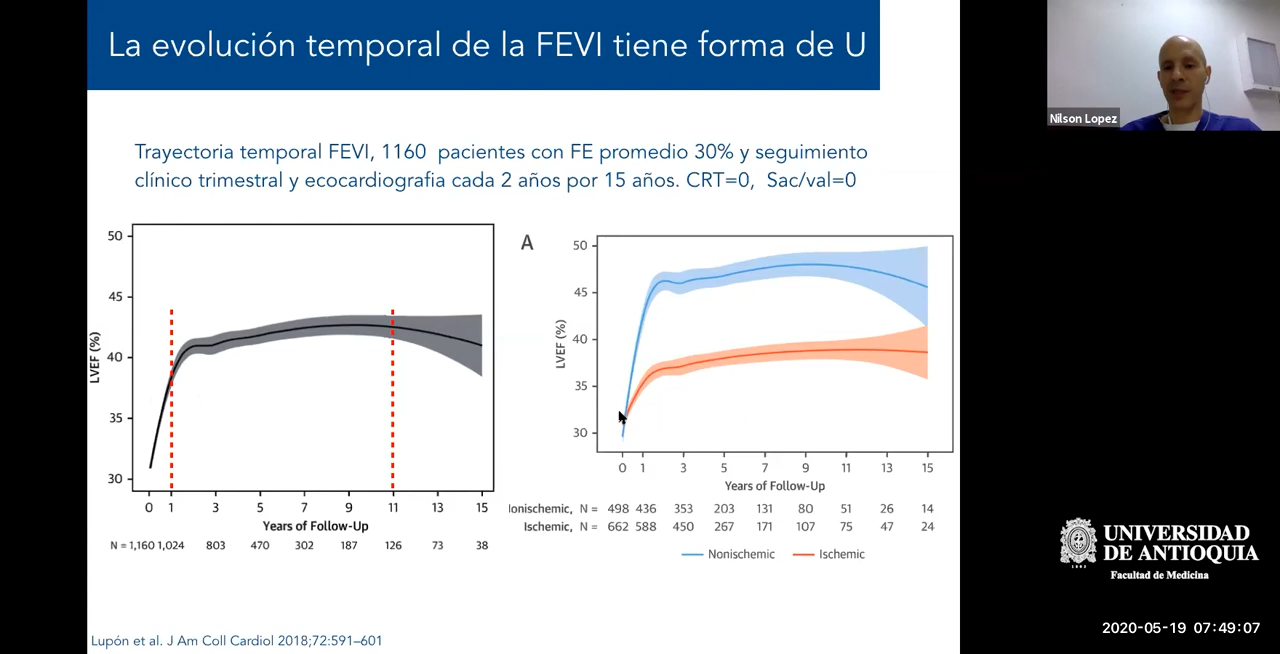 La evolución temporal de la FEVI tiene forma de U
Nilson Lopez
Trayectoria temporal FEVI, 1160 pacientes con FE promedio 30% y seguimiento
clínico trimestral y ecocardiografia cada 2 años por 15 años. CRT=0, Sac/val=0
50
45
40
35
30
LVEF (%)
0 1 3 5 7 9 11 13 15
Years of Follow-Up
N = 1,160 1,024 803 470 302 187 126 73 38
A
50
45
40
35
30
LVEF (%)
0 1 3 5 7 9 11 13 15
Years of Follow-Up
Ionischemic, N = 498 436 353 203 131 80 51 26 14
Ischemic, N = 662 588 450 267 171 107 75 47 24
Nonischemic Ischemic
UNIVERSIDAD
DE ANTIOQUIA
Facultad de Medicina
2020-05-19 07:49:07
Lupón et al. J Am Coll Cardiol 2018;72:591–601